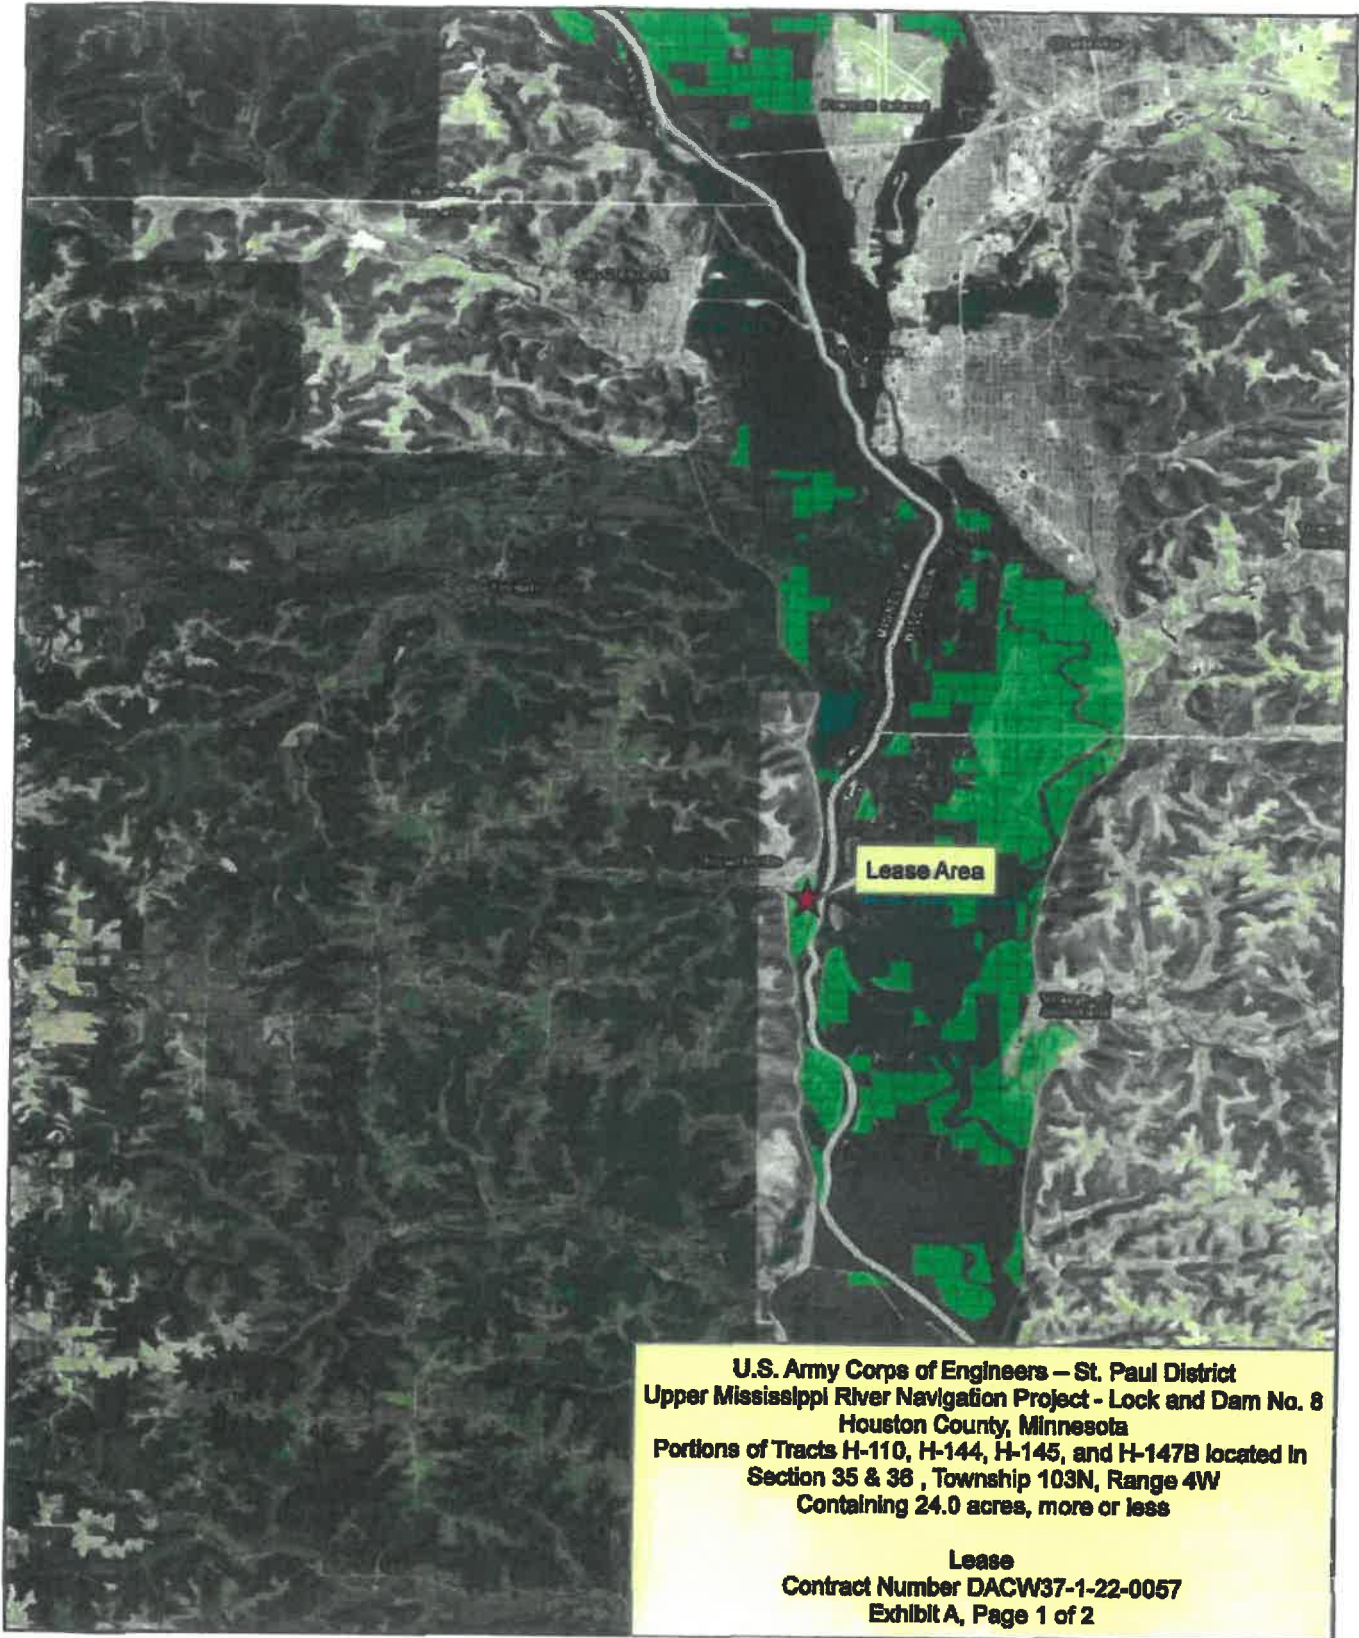 Lease Area
U.S. Army Corps of Engineers – St. Paul District
Upper Mississippi River Navigation Project - Lock and Dam No. 8
Houston County, Minnesota
Portions of Tracts H-110, H-144, H-145, and H-147B located in
Section 35 & 36 , Township 103N, Range 4W
Containing 24.0 acres, more or less
Lease
Contract Number DACW37-1-22-0057
Exhibit A, Page 1 of 2